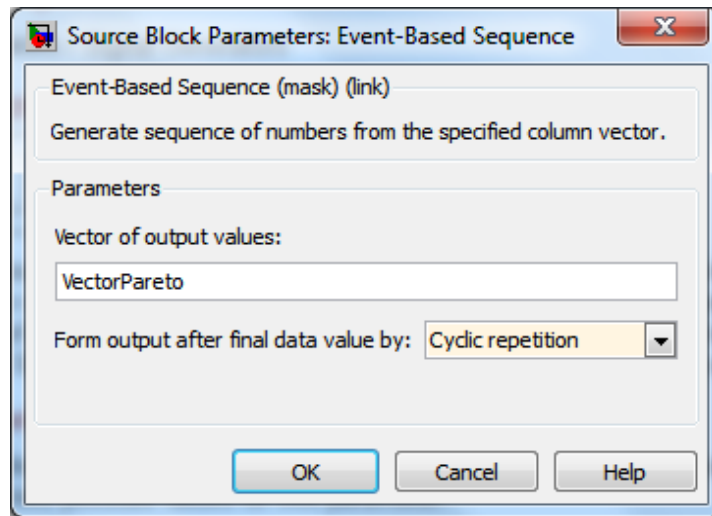 Source Block Parameters: Event-Based Sequence
Event-Based Sequence (mask) (link)
Generate sequence of numbers from the specified column vector.
Parameters
Vector of output values:
VectorPareto
Form output after final data value by: Cyclic repetition
OK Cancel Help